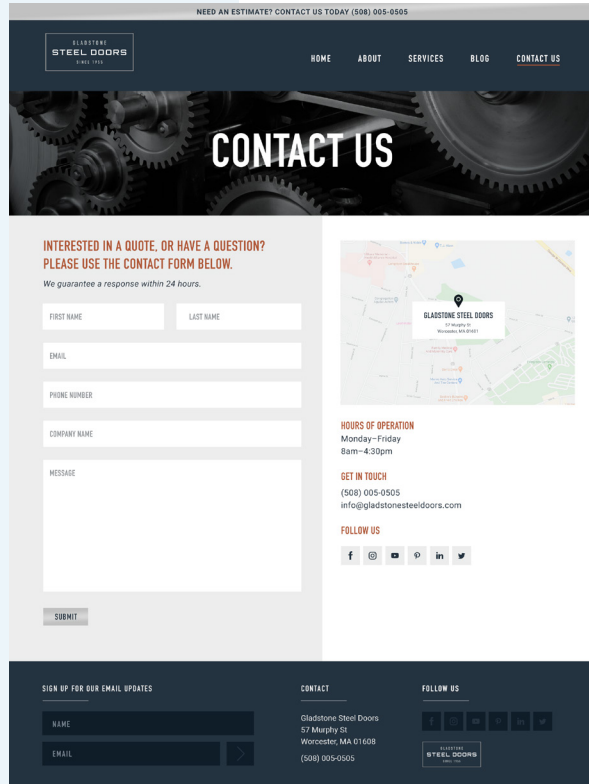 NEED AN ESTIMATE? CONTACT US TODAY (508) 005-0505
GLADSTONE
STEEL DOORS
SINCE 1956
HOME ABOUT SERVICES BLOG CONTACT US
CONTACT US
INTERESTED IN A QUOTE, OR HAVE A QUESTION?
PLEASE USE THE CONTACT FORM BELOW.
We guarantee a response within 24 hours.
FIRST NAME LAST NAME
EMAIL
PHONE NUMBER
COMPANY NAME
MESSAGE
SUBMIT
GLADSTONE STEEL DOORS
57 Murphy St
Worcester, MA 01601
HOURS OF OPERATION
Monday–Friday
8am–4:30pm
GET IN TOUCH
(508) 005-0505
info@gladstonesteeldoors.com
FOLLOW US
SIGN UP FOR OUR EMAIL UPDATES
NAME
EMAIL
CONTACT
Gladstone Steel Doors
57 Murphy St
Worcester, MA 01608
(508) 005-0505
FOLLOW US
GLADSTONE
STEEL DOORS